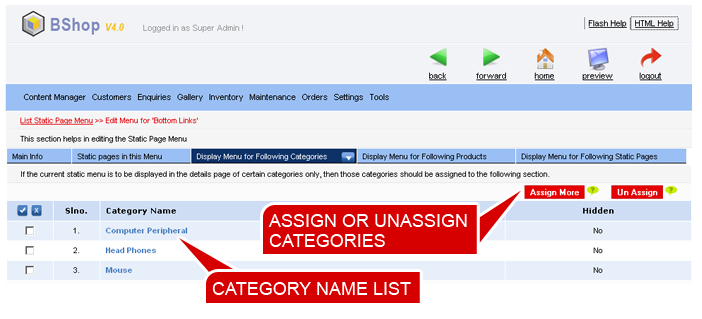 BShop V4.0 Logged in as Super Admin !
Flash Help HTML Help
back forward home preview logout
Content Manager Customers Enquiries Gallery Inventory Maintenance Orders Settings Tools
List Static Page Menu >> Edit Menu for 'Bottom Links'
This section helps in editing the Static Page Menu
Main Info Static pages in this Menu Display Menu for Following Categories Display Menu for Following Products Display Menu for Following Static Pages
If the current static menu is to be displayed in the details page of certain categories only, then those categories should be assigned to the following section.
Assign More ? Un Assign ?
Slno. Category Name Hidden
1. Computer Peripheral No
2. Head Phones No
3. Mouse No
ASSIGN OR UNASSIGN
CATEGORIES
CATEGORY NAME LIST